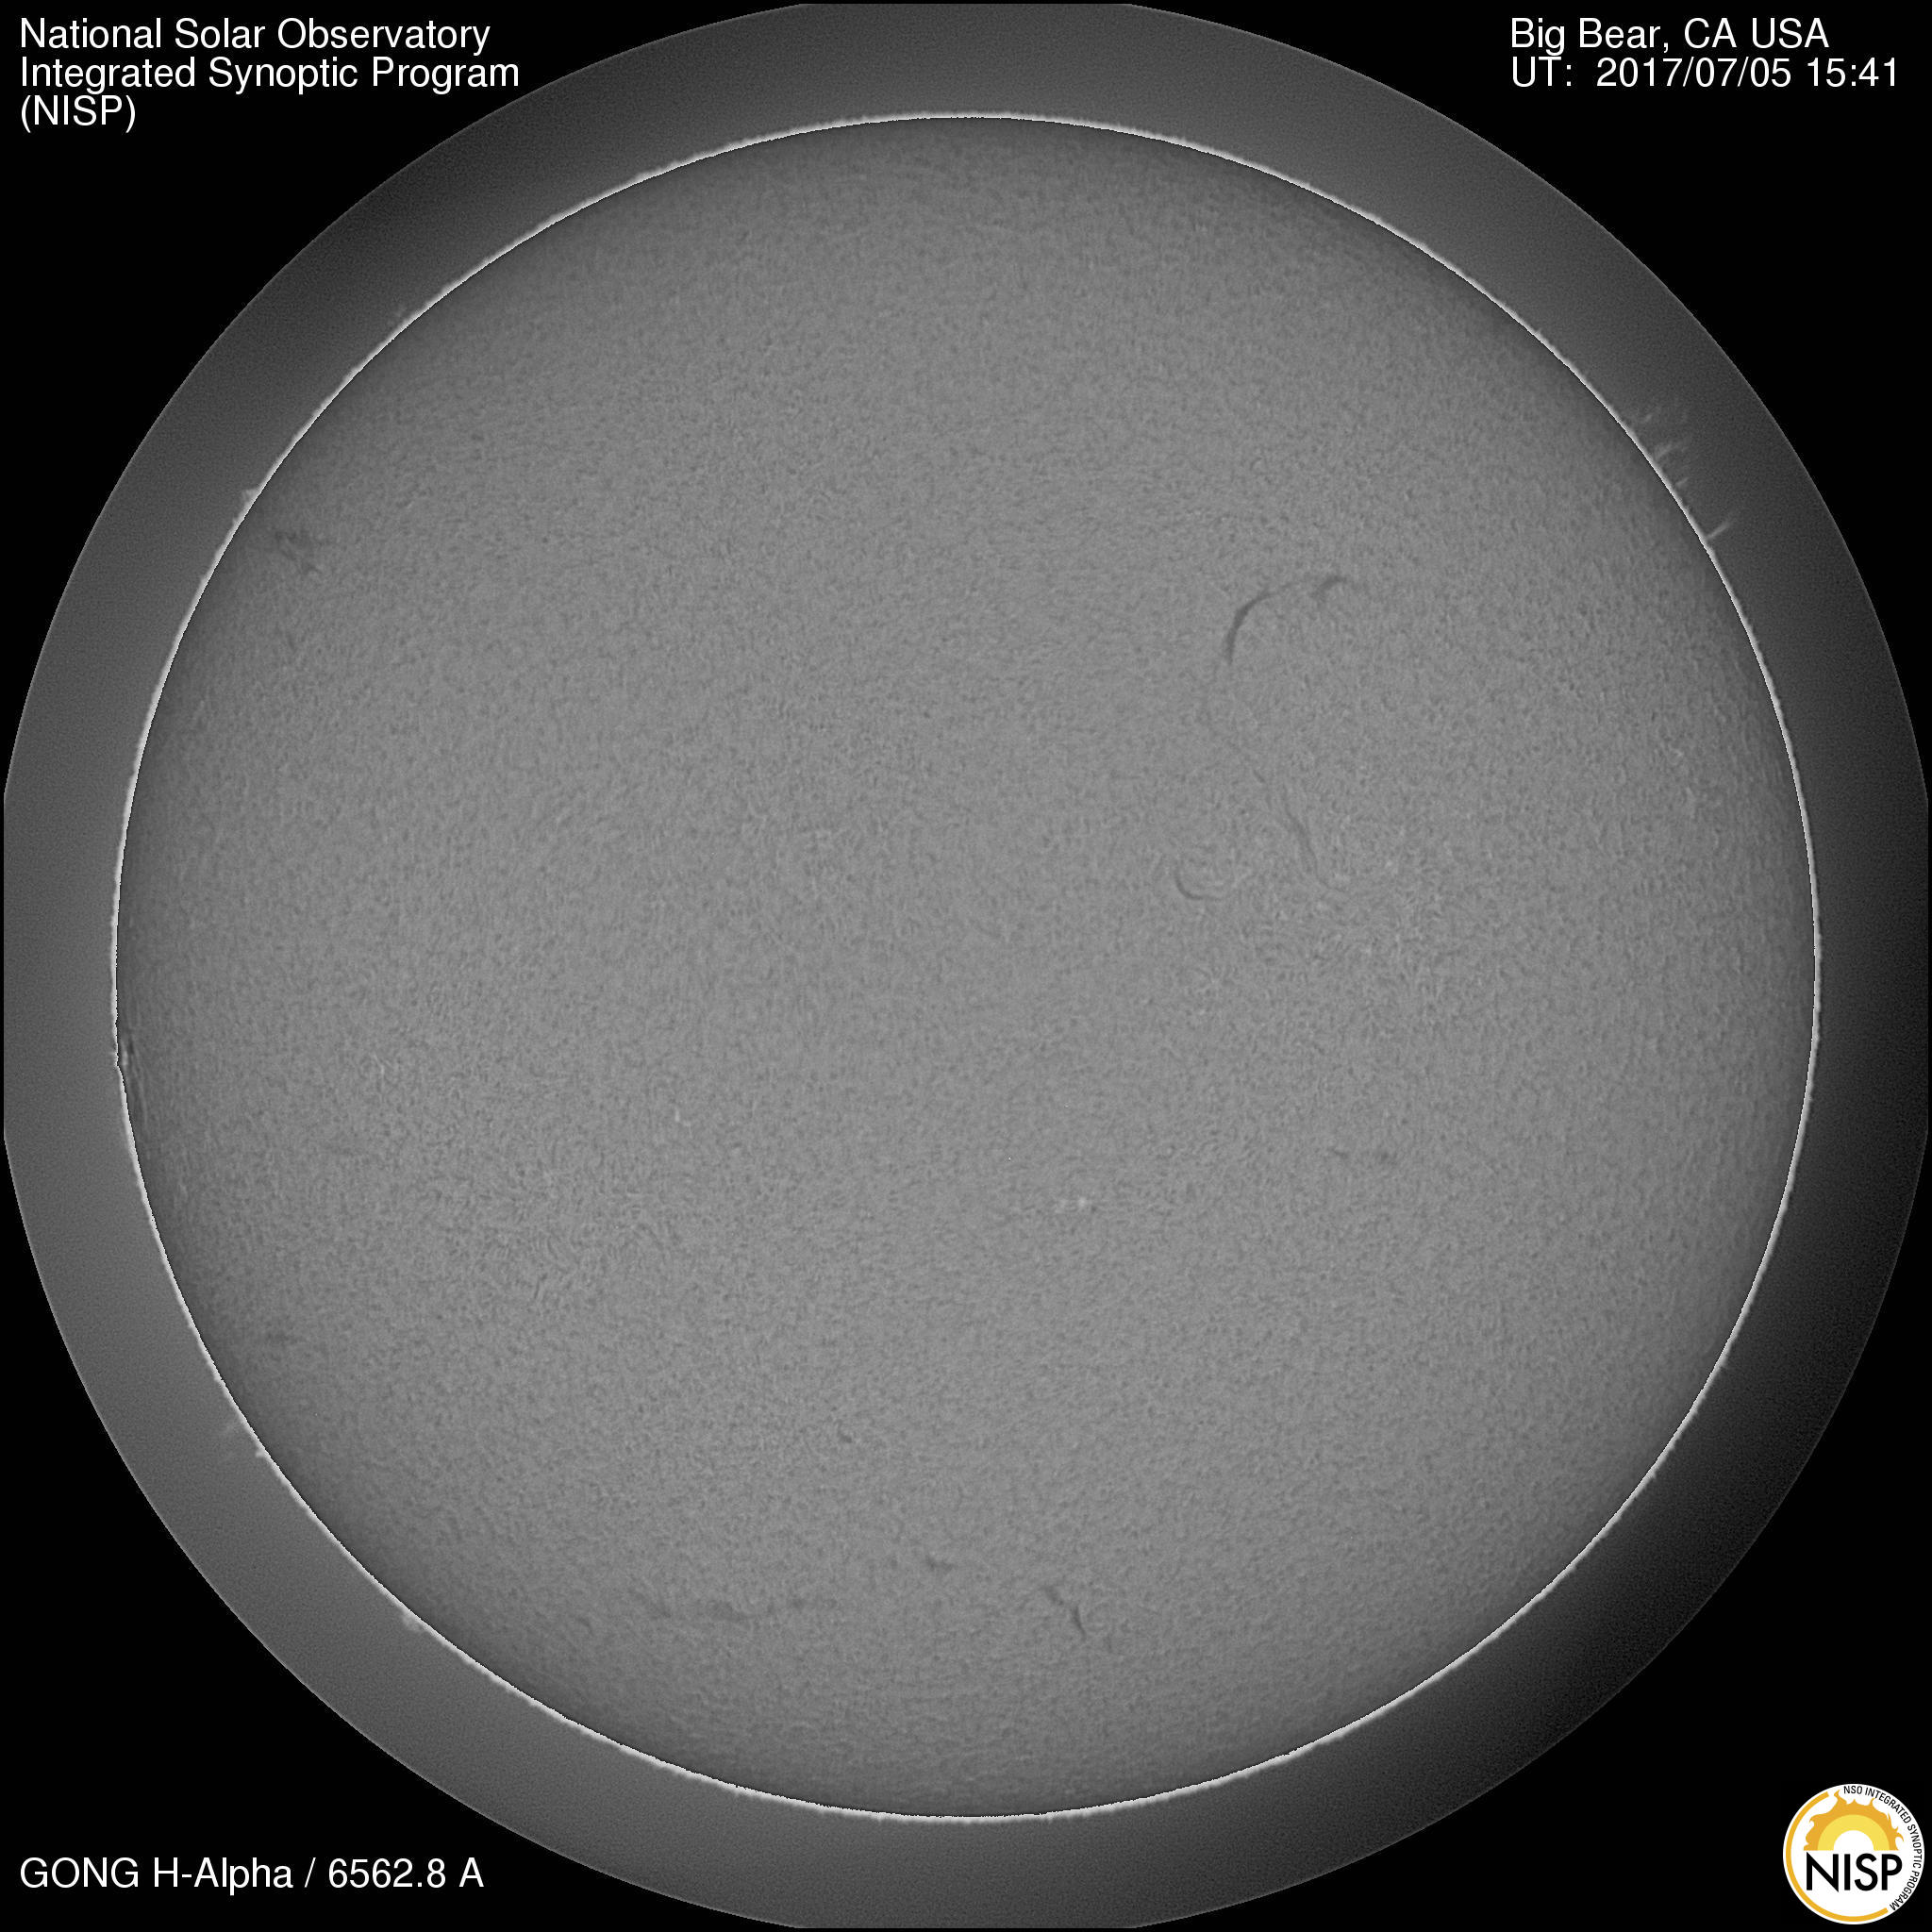 National Solar Observatory
Integrated Synoptic Program
(NISP)
Big Bear, CA USA
UT: 2017/07/05 15:41
GONG H-Alpha / 6562.8 A
NSO INTEGRATED SYNOPTIC PROGRAM
NISP